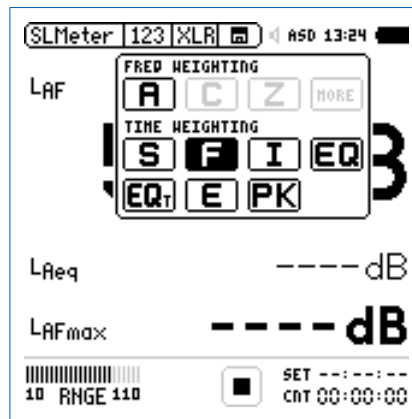 SLMeter 123 XLR ASD 13:24
FREQ WEIGHTING
LAF
A C Z MORE
TIME WEIGHTING
S F I EQ
EQT E PK
LAeq ----dB
LAFmax ----dB
SET --:--:--
10 RNGE 110 CNT 00:00:00